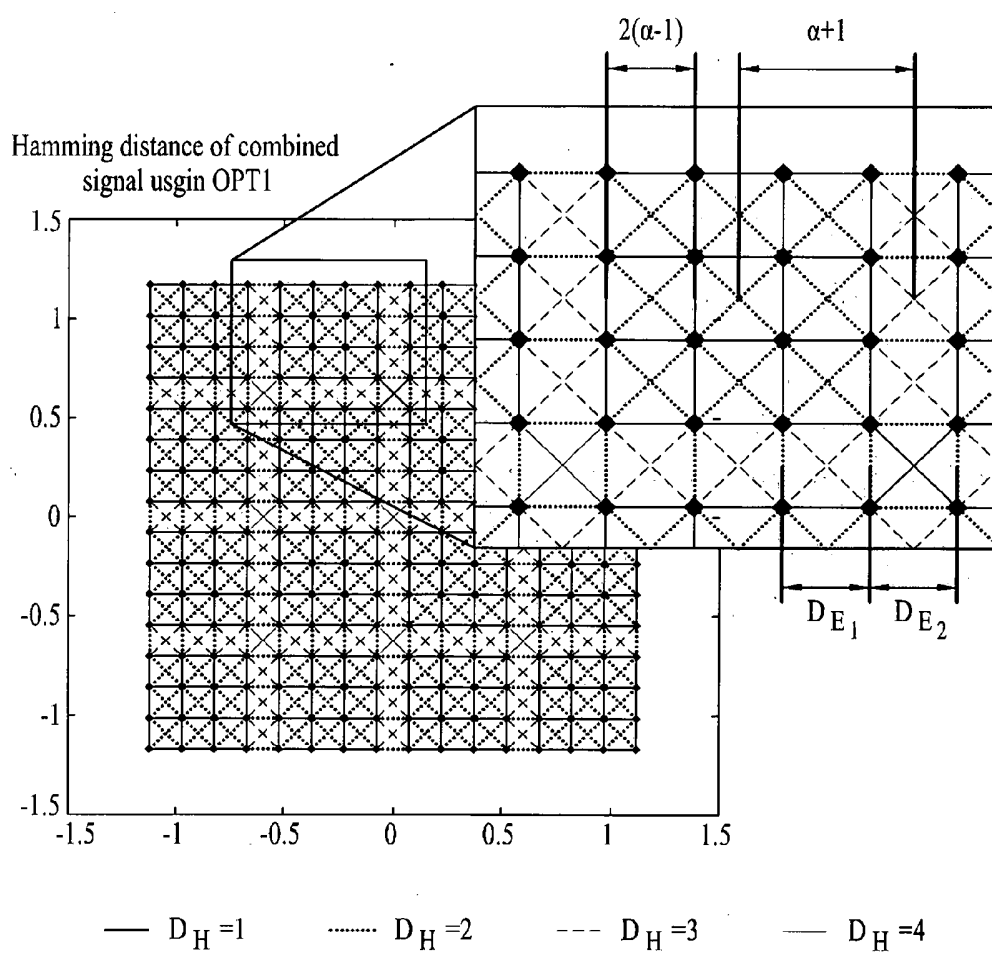 2(α-1)
α+1
Hamming distance of combined
signal usgin OPT1
1.5
1
0.5
0
-0.5
-1
-1.5
-1.5
-1
-0.5
0
0.5
1
1.5
D E1
D E2
D H =1
D H =2
D H =3
D H =4